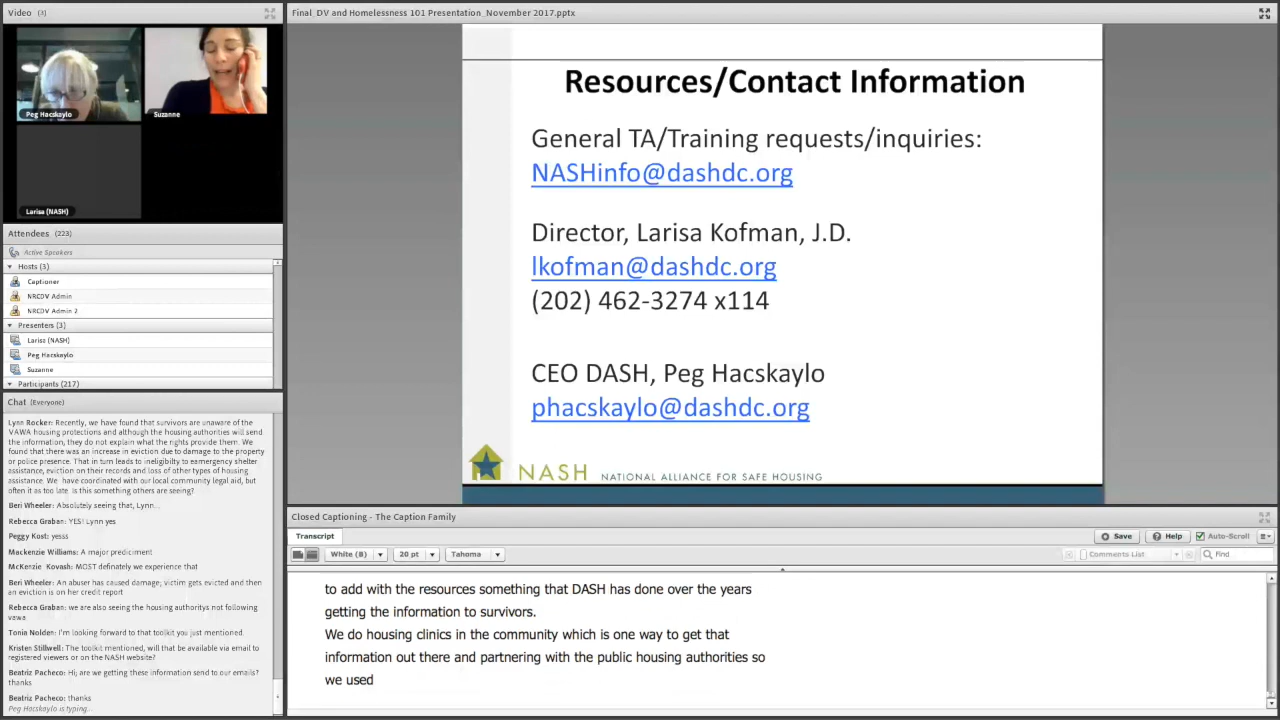 Video (3)
Peg Hacskaylo
Suzanne
Larisa (NASH)
Attendees (223)
Active Speakers
Hosts (3)
Captioner
NRCDV Admin
NRCDV Admin 2
Presenters (3)
Larisa (NASH)
Peg Hacskaylo
Suzanne
Participants (217)
Chat (Everyone)
Lynn Rocker: Recently, we have found that survivors are unaware of the
VAWA housing protections and although the housing authorities will send
the information, they do not explain what the rights provide them. We
found that there was an increase in eviction due to damage to the property
or police presence. That in turn leads to ineligibilty to eamergency shelter
assistance, eviction on their records and loss of other types of housing
assistance. We have coordinated with our local community legal aid, but
often it as too late is this something others are seeing?
Beri Wheeler: Absolutely seeing that, Lynn...
Rebecca Graban: YES! Lynn yes
Peggy Kost: yesss
Mackenzie Williams: A major prediciment
McKenzie Kovash: MOST definately we experience that
Beri Wheeler: An abuser has caused damage; victim gets evicted and then
an eviction is on her credit report
Rebecca Graban: we are also seeing the housing authoritys not following
vawa
Tonia Nolden: I'm looking forward to that toolkit you just mentioned.
Kristen Stillwell: The toolkit mentioned, will that be available via email to
registered viewers or on the NASH website?
Beatriz Pacheco: Hi; are we getting these information send to our emails?
thanks
Beatriz Pacheco: thanks
Peg Hacskaylo is typing...
Final_DV and Homelessness 101 Presentation_November 2017.pptx
Resources/Contact Information
General TA/Training requests/inquiries:
NASHinfo@dashdc.org
Director, Larisa Kofman, J.D.
lkofman@dashdc.org
(202) 462-3274 x114
CEO DASH, Peg Hacskaylo
phacskaylo@dashdc.org
NASH NATIONAL ALLIANCE FOR SAFE HOUSING
Closed Captioning - The Caption Family
Transcript
Save
Help
Auto-Scroll
White (B)
20 pt
Tahoma
Comments List
Find
to add with the resources something that DASH has done over the years
getting the information to survivors.
We do housing clinics in the community which is one way to get that
information out there and partnering with the public housing authorities so
we used